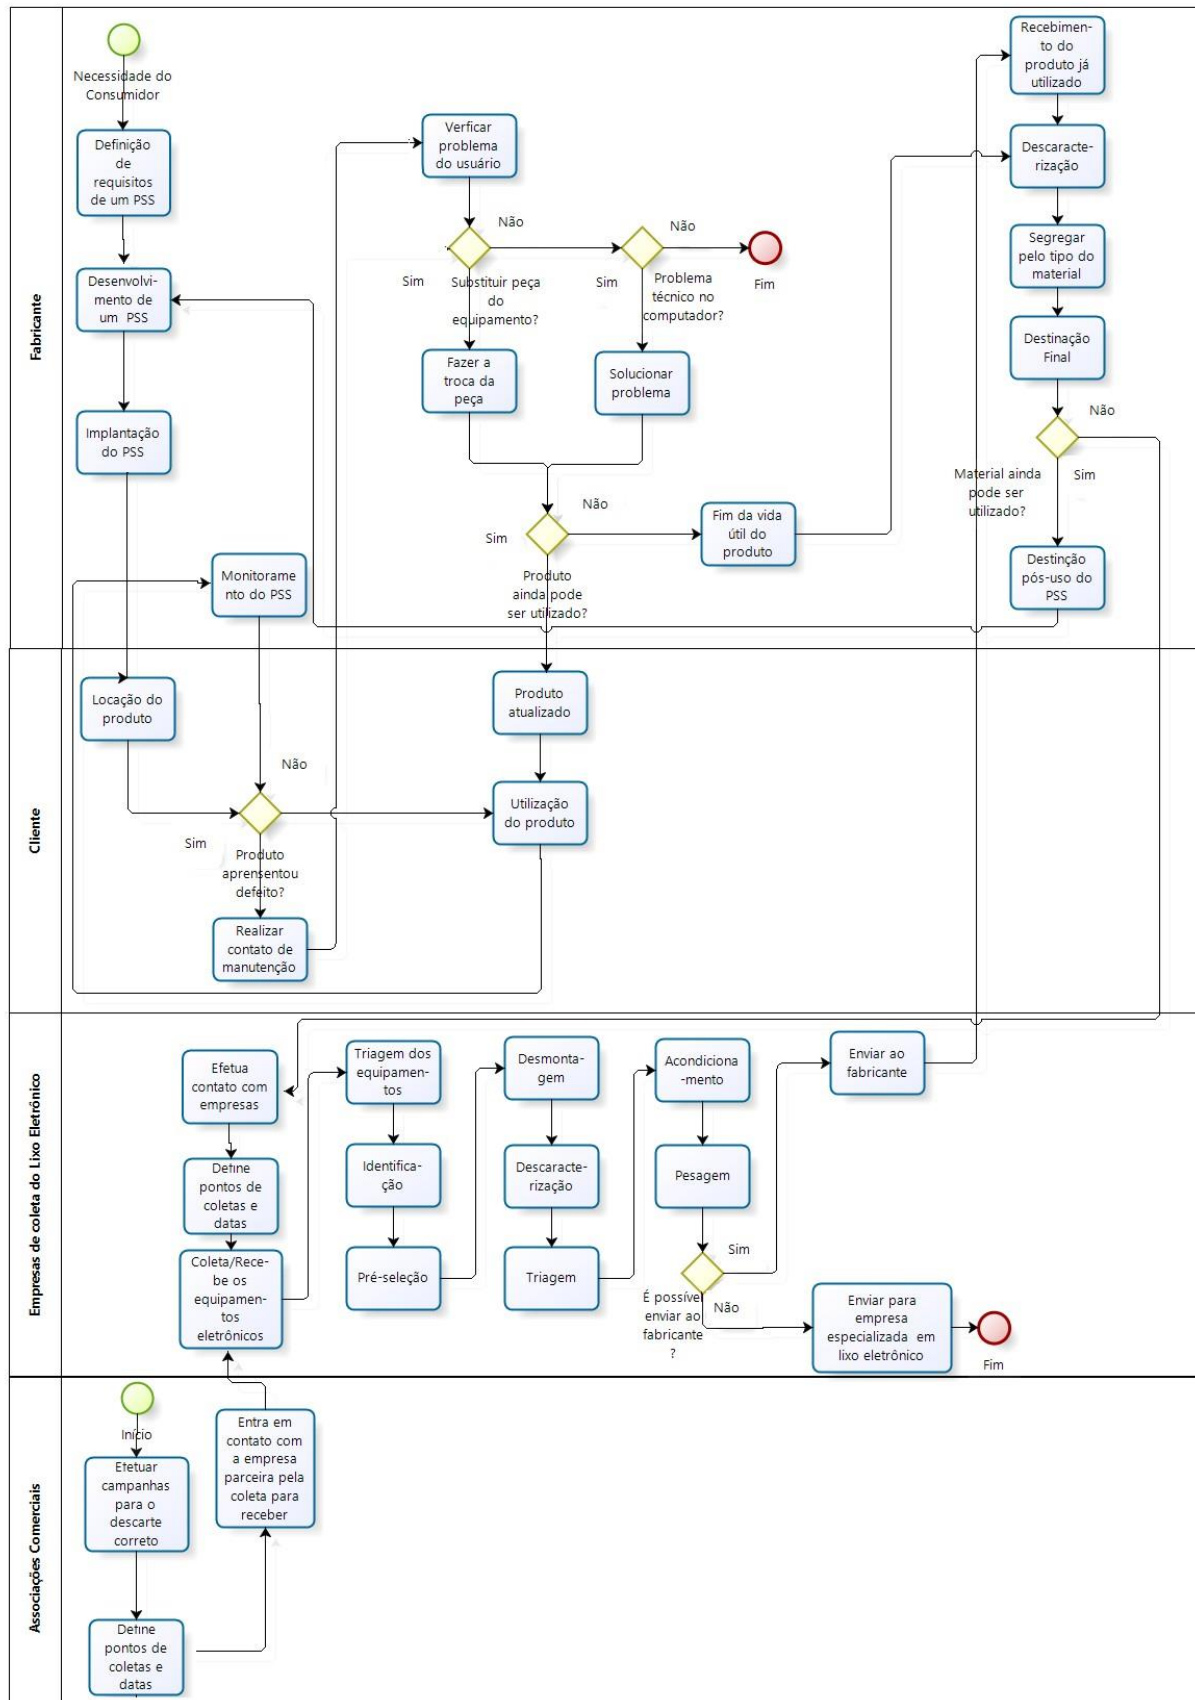 Fabricante
Necessidade do
Consumidor
Definição
de
requisitos
de um PSS
Desenvolvi-
mento de
um PSS
Implantação
do PSS
Monitorame
nto do PSS
Verficar
problema
do usuário
Não
Sim
Substituir peça
do
equipamento?
Não
Sim
Problema
técnico no
computador?
Fim
Fazer a
troca da
peça
Solucionar
problema
Não
Sim
Produto
ainda pode
ser utilizado?
Fim da vida
útil do
produto
Recebimen-
to do
produto já
utilizado
Descaracte-
rização
Segregar
pelo tipo do
material
Destinação
Final
Não
Sim
Material ainda
pode ser
utilizado?
Destinção
pós-uso do
PSS
Cliente
Locação do
produto
Não
Sim
Produto
aprensentou
defeito?
Realizar
contato de
manutenção
Produto
atualizado
Utilização
do produto
Empresas de coleta do Lixo Eletrônico
Efetua
contato com
empresas
Define
pontos de
coletas e
datas
Coleta/Rece-
be os
equipamen-
tos
eletrônicos
Triagem dos
equipamen-
tos
Identifica-
ção
Pré-seleção
Desmonta-
gem
Descaracte-
rização
Triagem
Acondiciona
-mento
Pesagem
Sim
Não
É possível
enviar ao
fabricante
?
Enviar ao
fabricante
Enviar para
empresa
especializada em
lixo eletrônico
Fim
Associações Comerciais
Início
Efetuar
campanhas
para o
descarte
correto
Define
pontos de
coletas e
datas
Entra em
contato com
a empresa
parceira pela
coleta para
receber